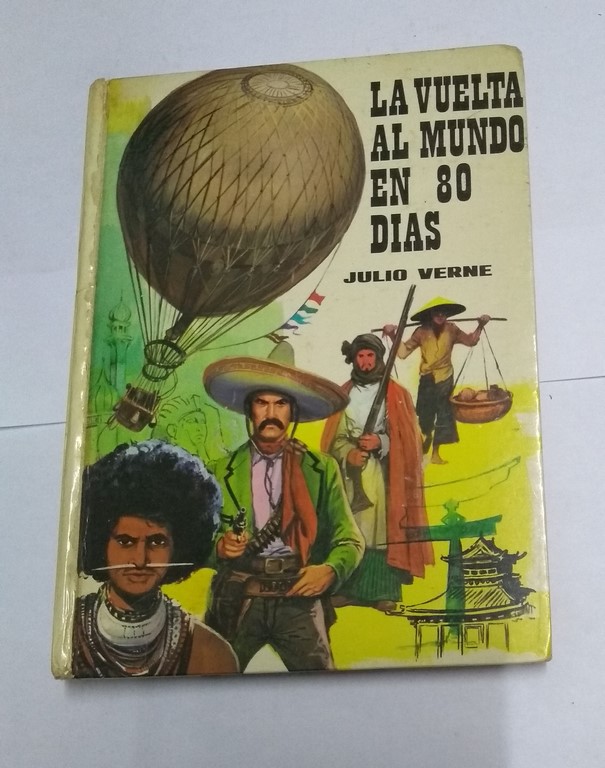 LA VUELTA
AL MUNDO
EN 80
DIAS
JULIO VERNE